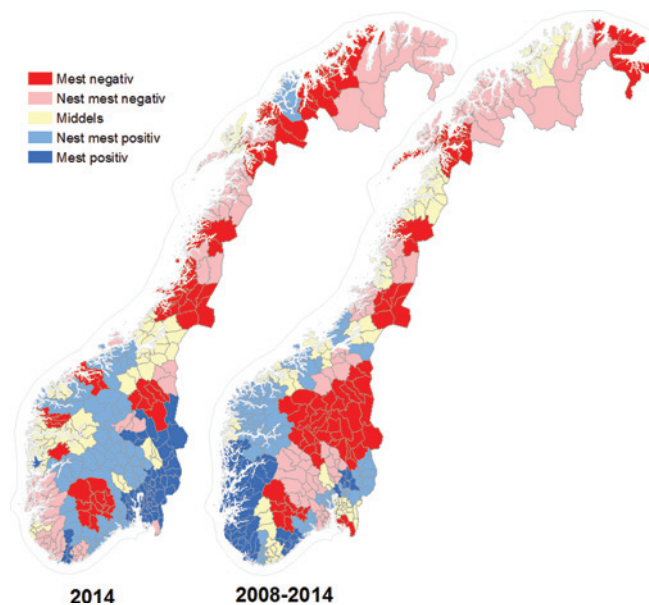 Mest negativ
Nest mest negativ
Middels
Nest mest positiv
Mest positiv
2014
2008-2014